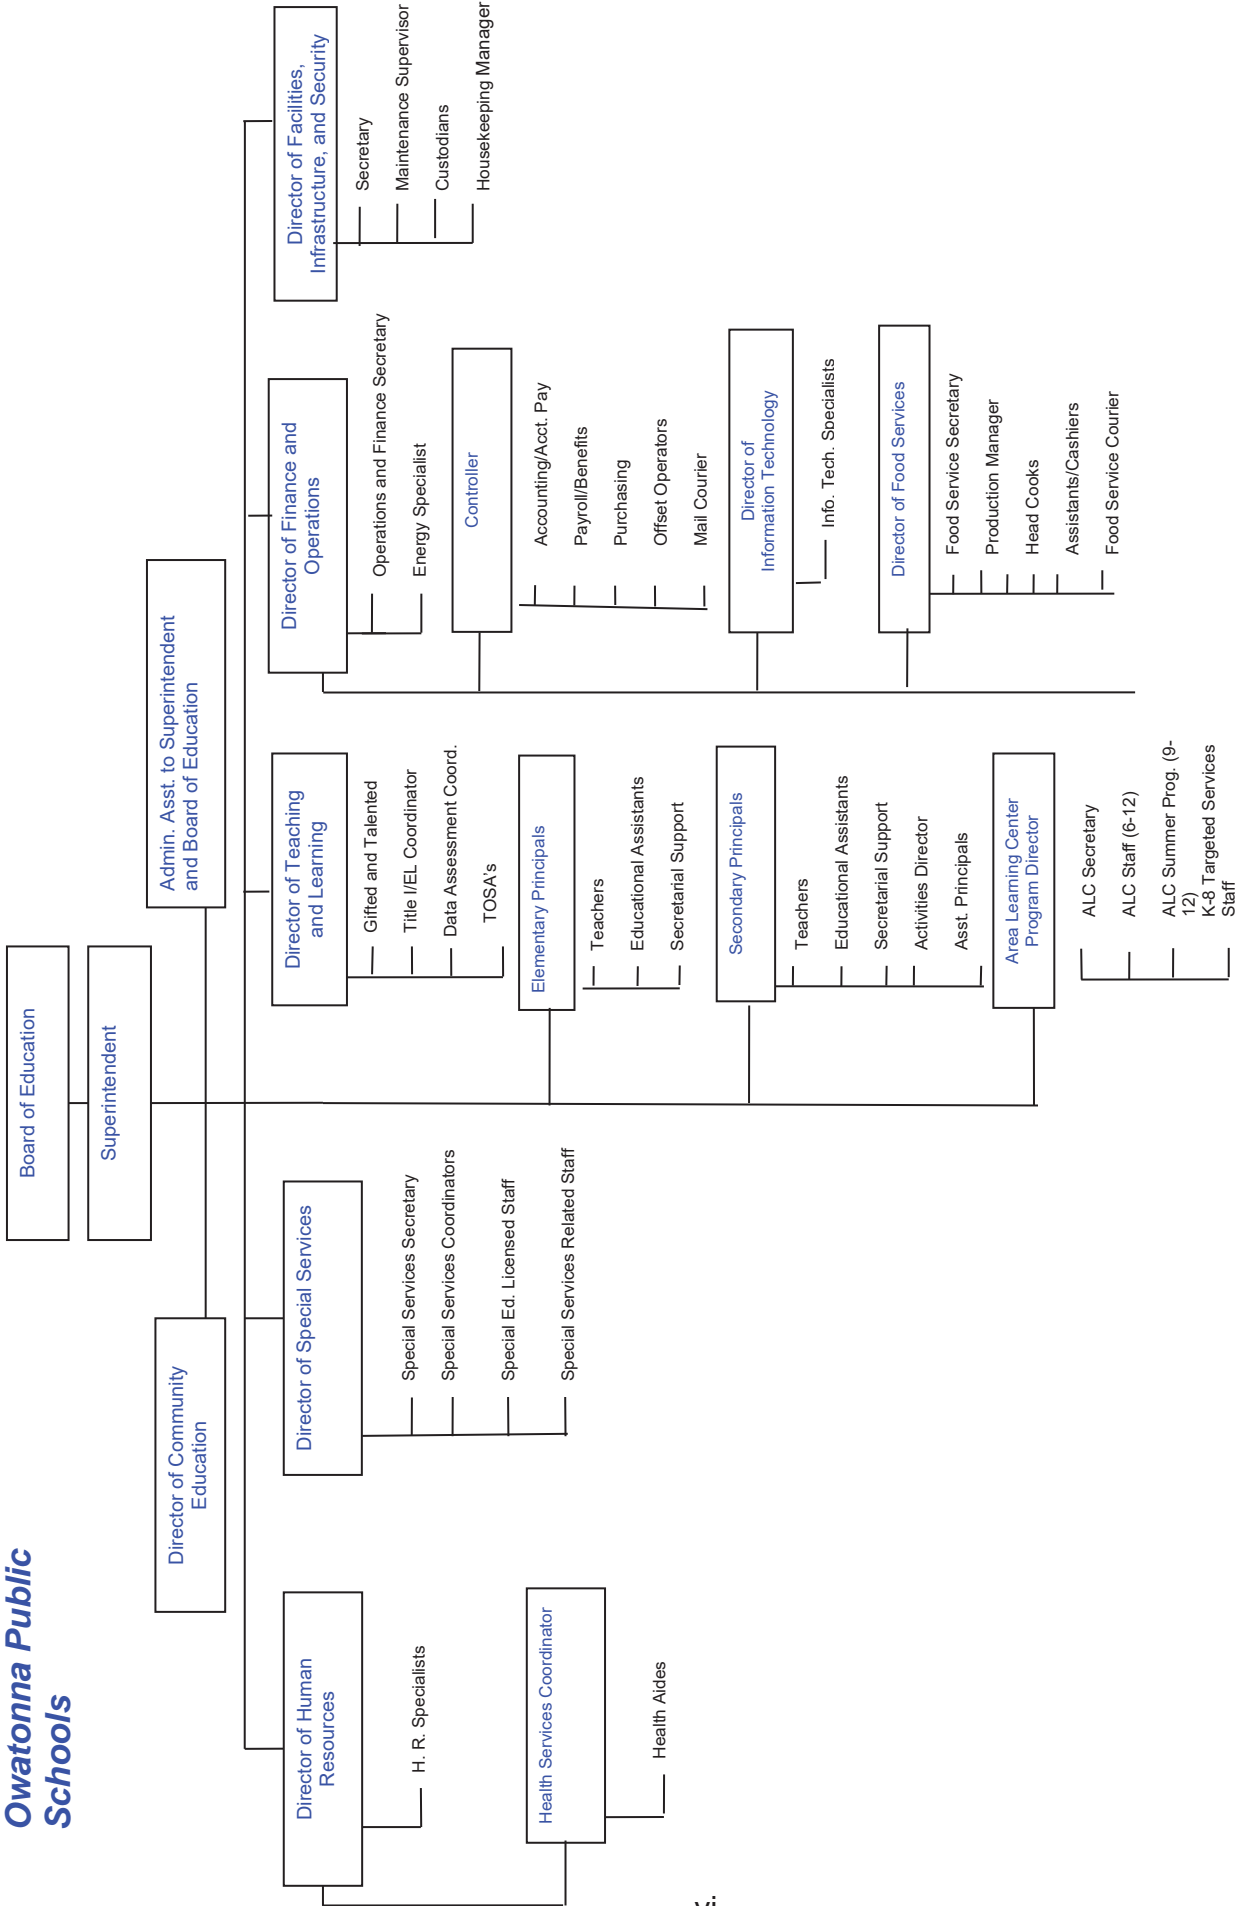 Owatonna Public
Schools
Board of Education
Superintendent
Director of Community
Education
Admin. Asst. to Superintendent
and Board of Education
Director of Human
Resources
H. R. Specialists
Health Services Coordinator
Health Aides
Director of Special Services
Special Services Secretary
Special Services Coordinators
Special Ed. Licensed Staff
Special Services Related Staff
Director of Teaching
and Learning
Gifted and Talented
Title I/EL Coordinator
Data Assessment Coord.
TOSA's
Elementary Principals
Teachers
Educational Assistants
Secretarial Support
Secondary Principals
Teachers
Educational Assistants
Secretarial Support
Activities Director
Asst. Principals
Area Learning Center
Program Director
ALC Secretary
ALC Staff (6-12)
ALC Summer Prog. (9-
12)
K-8 Targeted Services
Staff
Director of Finance and
Operations
Operations and Finance Secretary
Energy Specialist
Controller
Accounting/Acct. Pay
Payroll/Benefits
Purchasing
Offset Operators
Mail Courier
Director of
Information Technology
Info. Tech. Specialists
Director of Food Services
Food Service Secretary
Production Manager
Head Cooks
Assistants/Cashiers
Food Service Courier
Director of Facilities,
Infrastructure, and Security
Secretary
Maintenance Supervisor
Custodians
Housekeeping Manager
vi